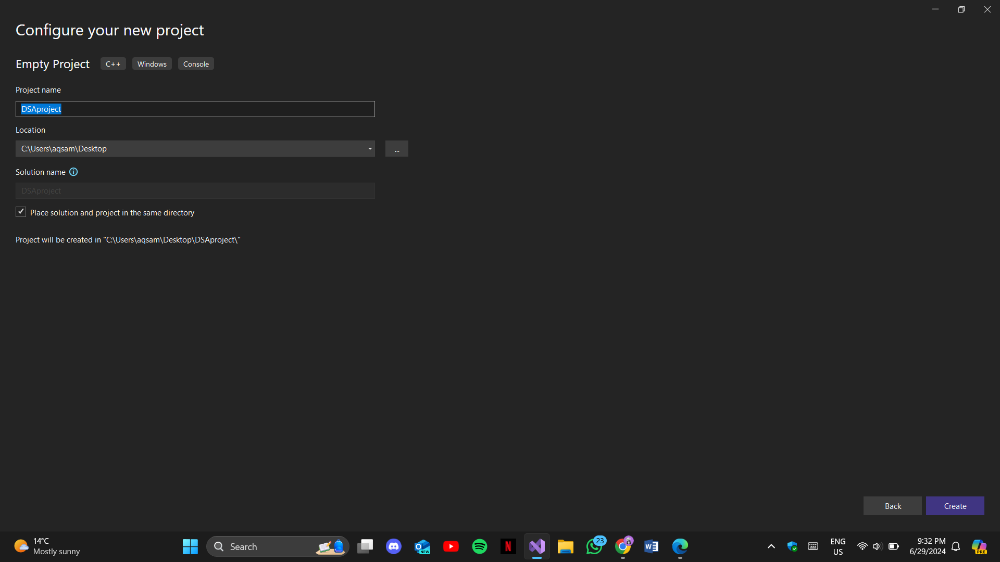 Configure your new project
Empty Project C++ Windows Console
Project name
DSAproject
Location
C:\Users\aqsam\Desktop
...
Solution name
DSAproject
Place solution and project in the same directory
Project will be created in "C:\Users\aqsam\Desktop\DSAproject\"
Back Create
14°C
Mostly sunny
Search
NEW
N
23
W
ENG
US
9:32 PM
6/29/2024
PRE